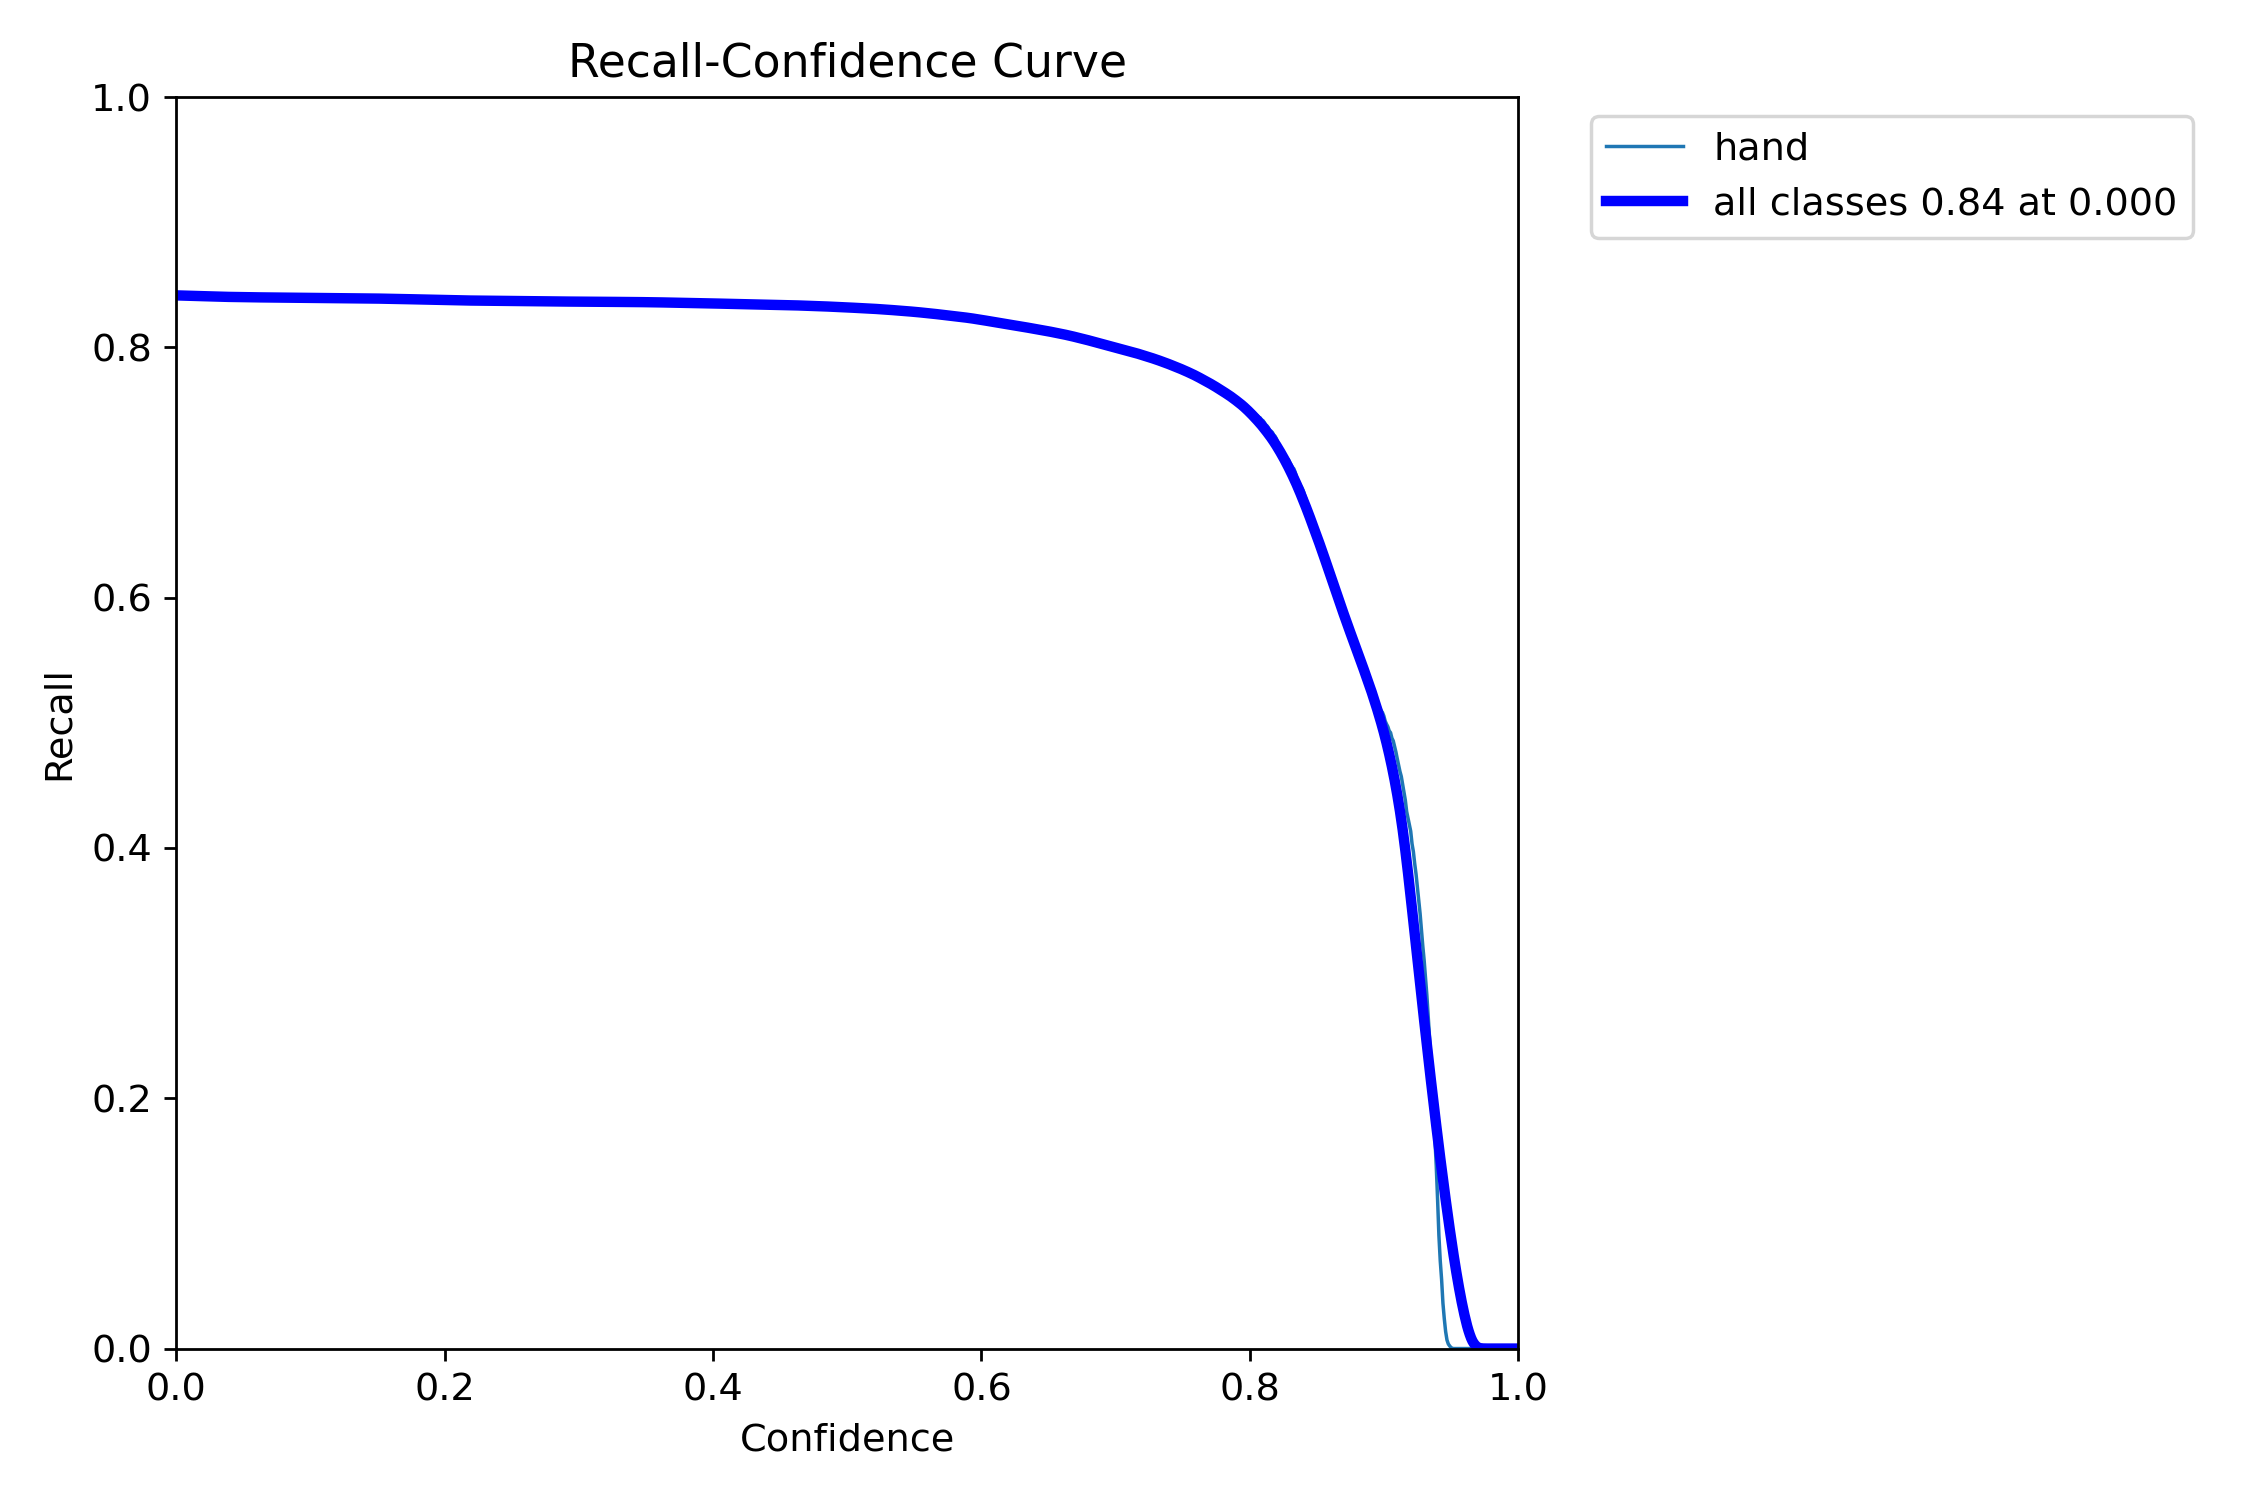 Recall-Confidence Curve
hand
all classes 0.84 at 0.000
1.0
0.8
0.6
0.4
0.2
0.0
Recall
0.0 0.2 0.4 0.6 0.8 1.0
Confidence